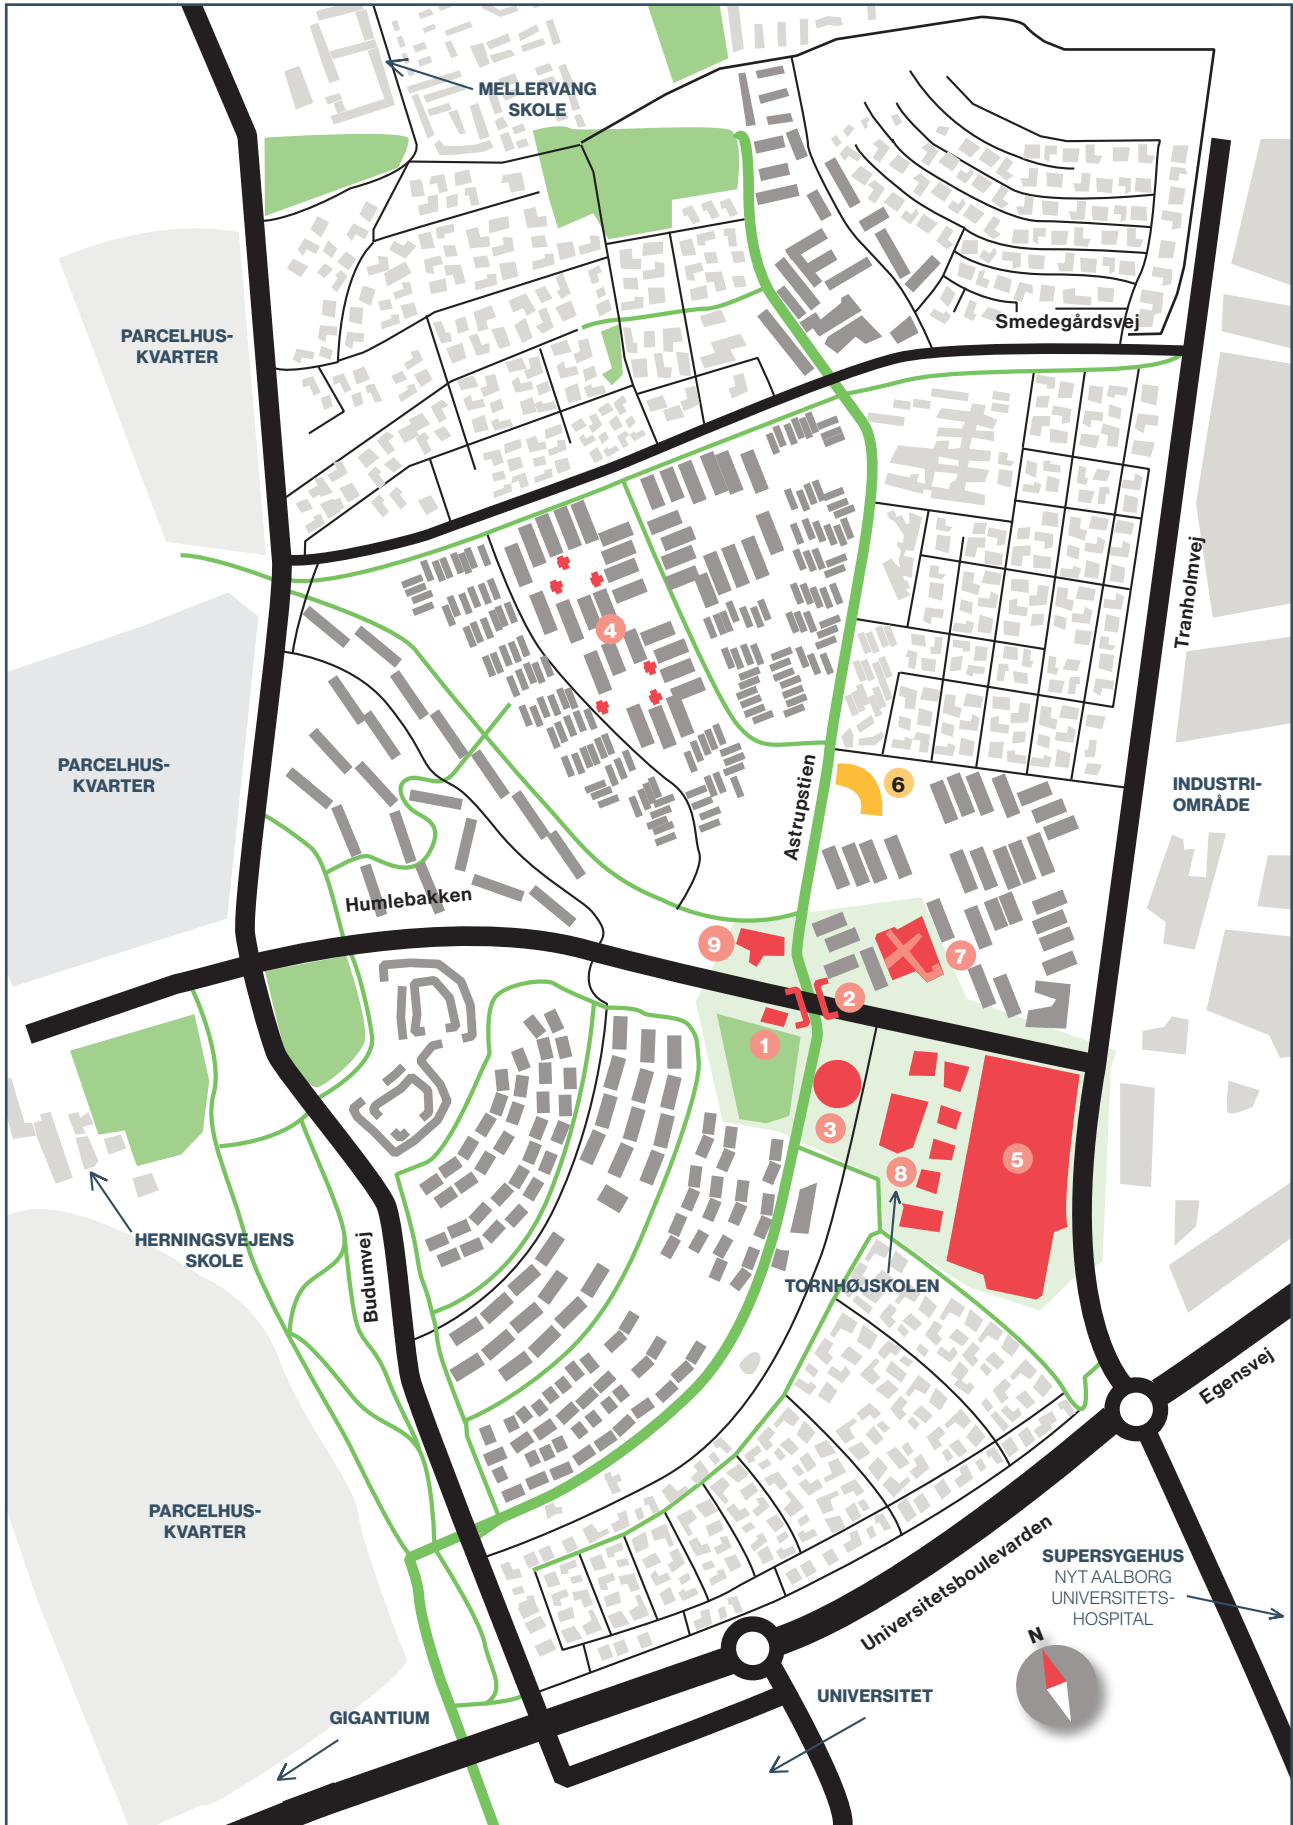 MELLERVANG
SKOLE
Smedegårdsvej
PARCELHUS-
KVARTER
Tranholmvej
4
PARCELHUS-
KVARTER
Astrupstien
6
INDUSTRI-
OMRÅDE
Humlebakken
9
7
2
1
3
5
8
HERNINGSVEJENS
SKOLE
Budumvej
TORNHØJSKOLEN
Egensvej
PARCELHUS-
KVARTER
Universitetsboulevarden
SUPERSYGEHUS
NYT AALBORG
UNIVERSITETS-
HOSPITAL
N
UNIVERSITET
GIGANTIUM